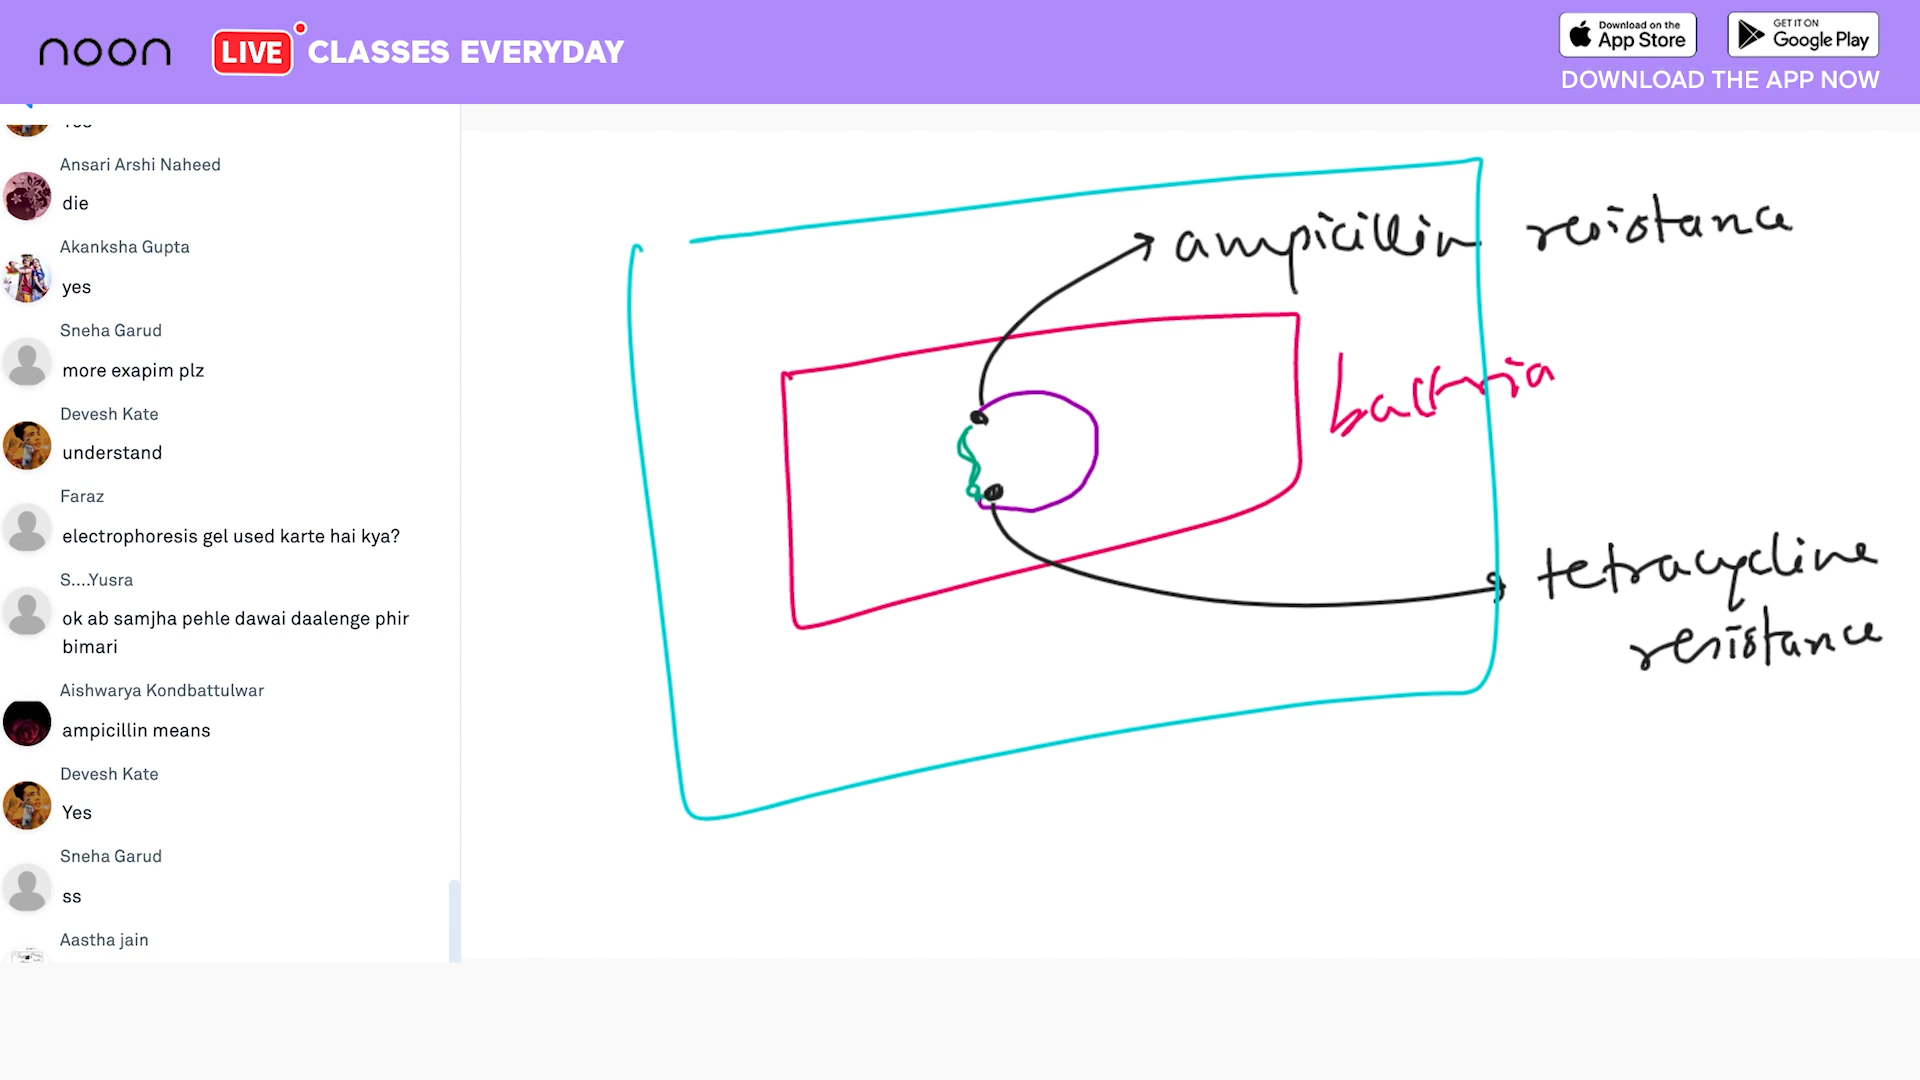 noon LIVE CLASSES EVERYDAY
Download on the App Store
GET IT ON Google Play
DOWNLOAD THE APP NOW
Ansari Arshi Naheed
die
Akanksha Gupta
yes
Sneha Garud
more exapim plz
Devesh Kate
understand
Faraz
electrophoresis gel used karte hai kya?
S....Yusra
ok ab samjha pehle dawai daalenge phir
bimari
Aishwarya Kondbattulwar
ampicillin means
Devesh Kate
Yes
Sneha Garud
ss
Aastha jain
ampicillin resistance
bacteria
tetracycline
resistance